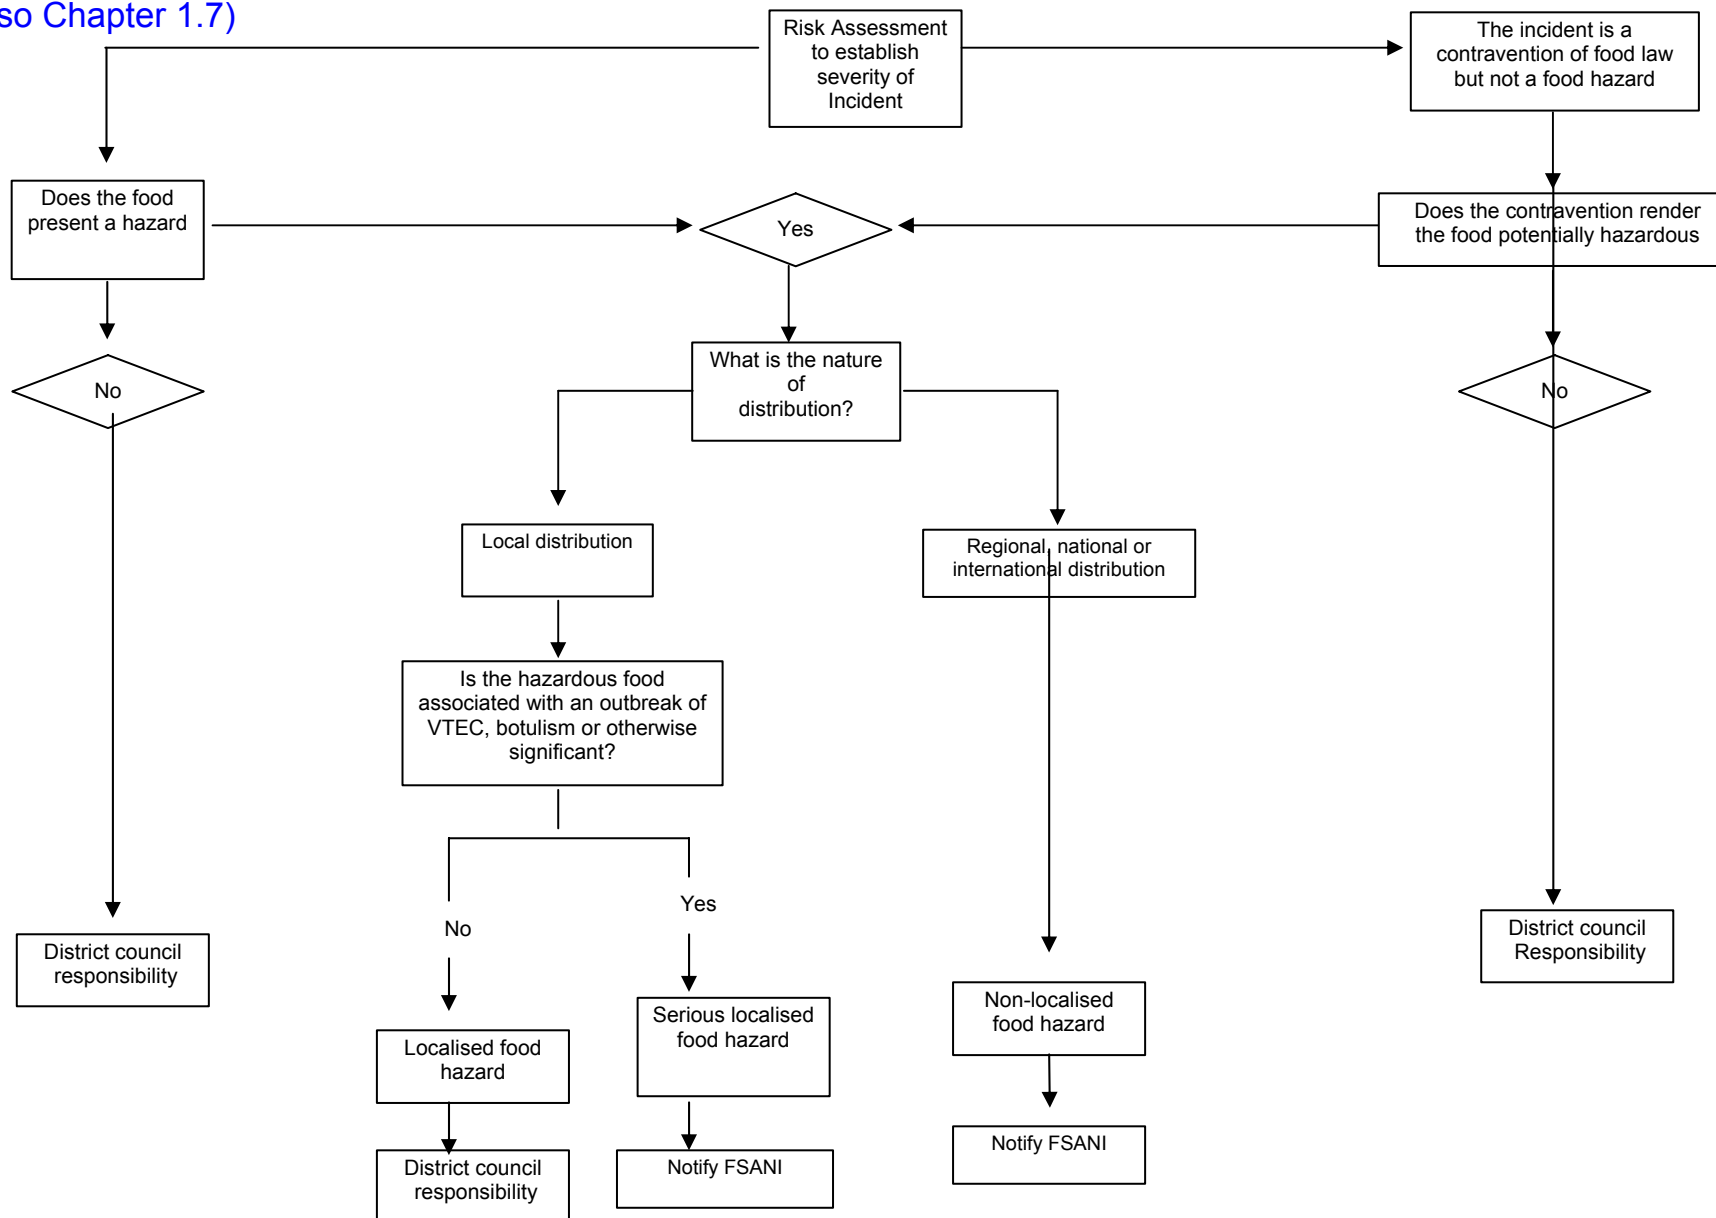 so Chapter 1.7)
Risk Assessment
to establish
severity of
Incident
The incident is a
contravention of food law
but not a food hazard
Does the food
present a hazard
Yes
Does the contravention render
the food potentially hazardous
No
What is the nature
of
distribution?
No
Local distribution
Regional, national or
international distribution
Is the hazardous food
associated with an outbreak of
VTEC, botulism or otherwise
significant?
No
Yes
District council
responsibility
District council
Responsibility
Localised food
hazard
Serious localised
food hazard
Non-localised
food hazard
District council
responsibility
Notify FSANI
Notify FSANI